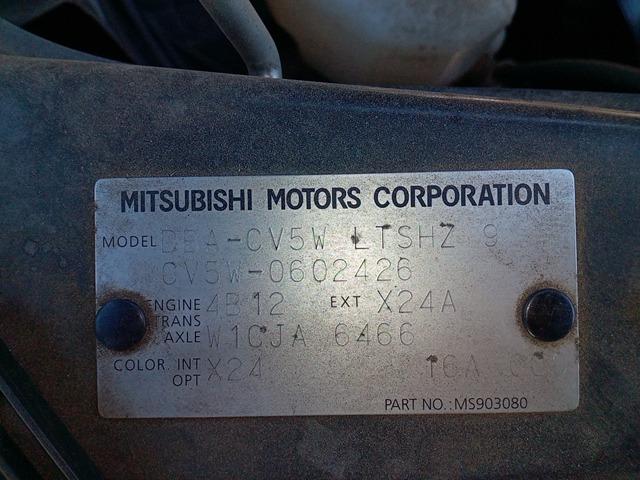 MITSUBISHI MOTORS CORPORATION
MODEL DBA-CV5W LTSHZ 9
CV5W-0602426
ENGINE 4B12 EXT X24A
TRANS AXLE W1CJA 6466
COLOR INT OPT X24 16A
PART NO.:MS903080